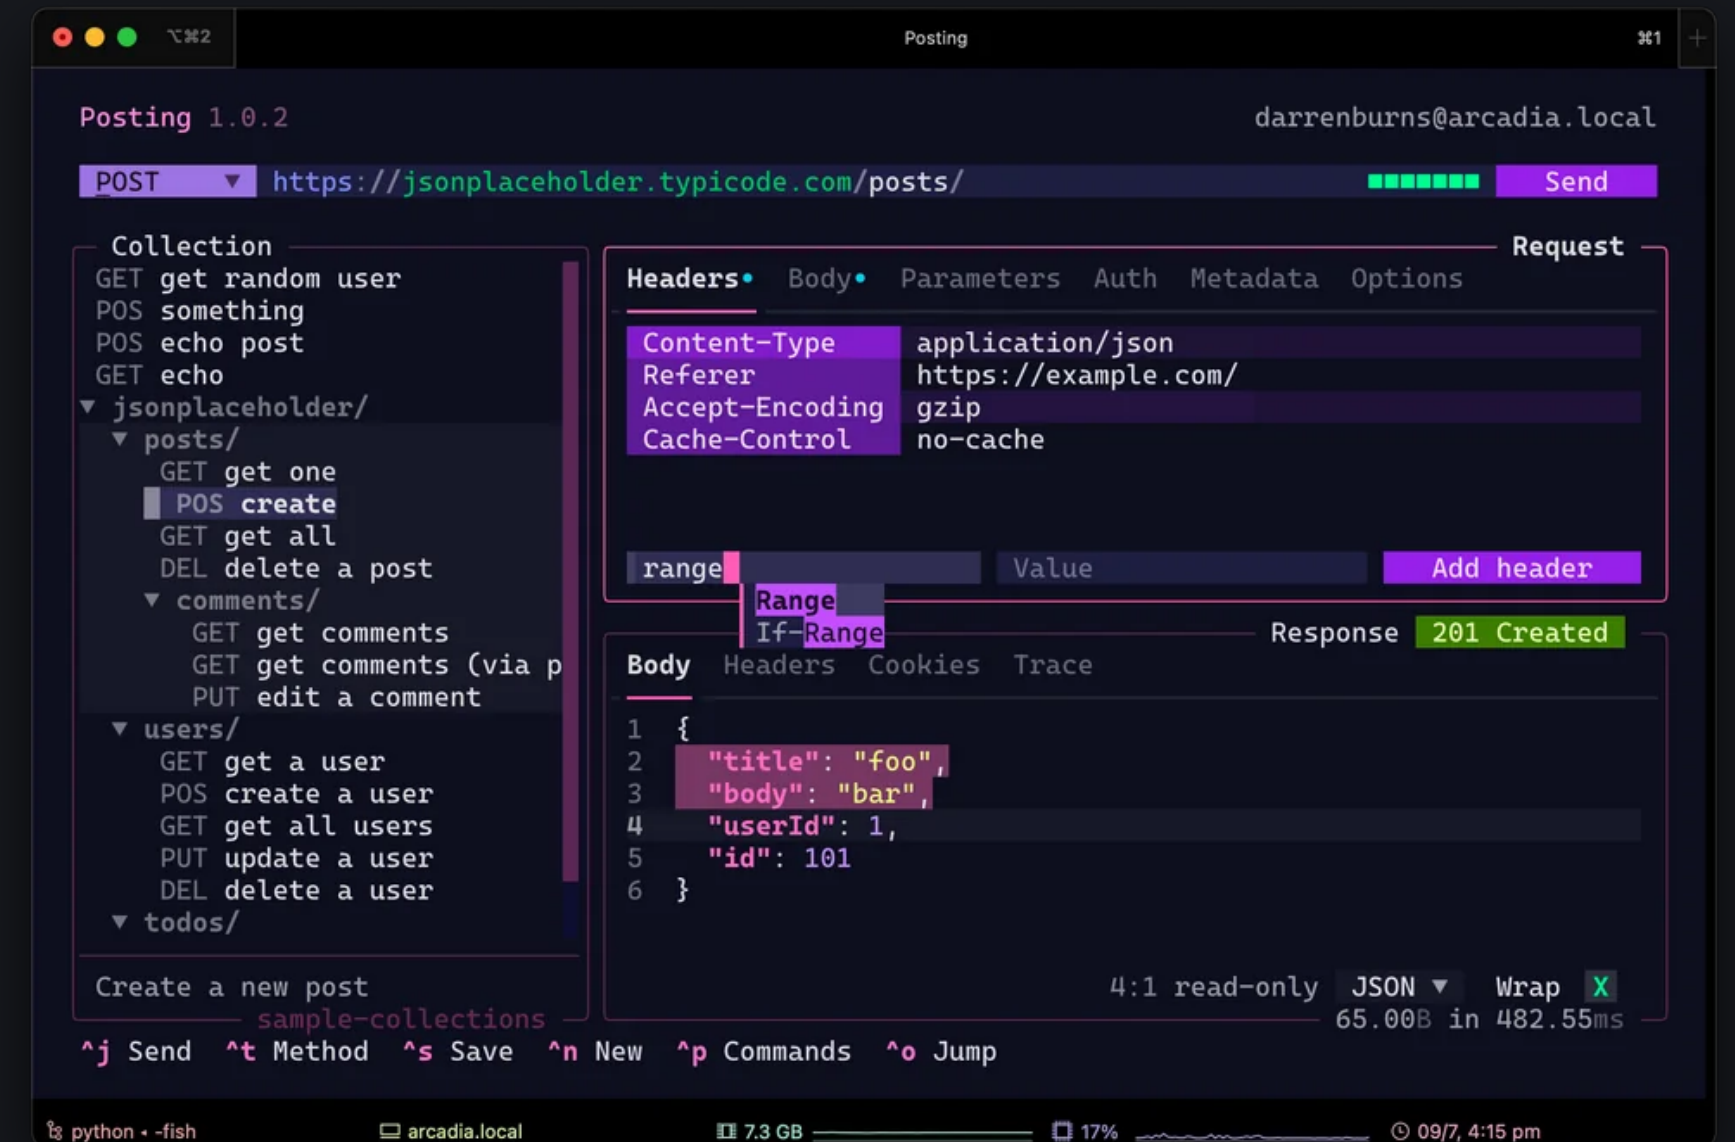 ⌥⌘2
Posting
⌘1
Posting 1.0.2
darrenburns@arcadia.local
POST ▼ https://jsonplaceholder.typicode.com/posts/
Send
Collection
GET get random user
POS something
POS echo post
GET echo
▼ jsonplaceholder/
▼ posts/
GET get one
POS create
GET get all
DEL delete a post
▼ comments/
GET get comments
GET get comments (via p
PUT edit a comment
▼ users/
GET get a user
POS create a user
GET get all users
PUT update a user
DEL delete a user
▼ todos/
Create a new post
sample-collections
Request
Headers• Body• Parameters Auth Metadata Options
Content-Type application/json
Referer https://example.com/
Accept-Encoding gzip
Cache-Control no-cache
range Value Add header
Range
If-Range
Response 201 Created
Body Headers Cookies Trace
1 {
2 "title": "foo",
3 "body": "bar",
4 "userId": 1,
5 "id": 101
6 }
4:1 read-only JSON ▼ Wrap X
65.00B in 482.55ms
^j Send ^t Method ^s Save ^n New ^p Commands ^o Jump
python • -fish arcadia.local 7.3 GB 17% 09/7, 4:15 pm